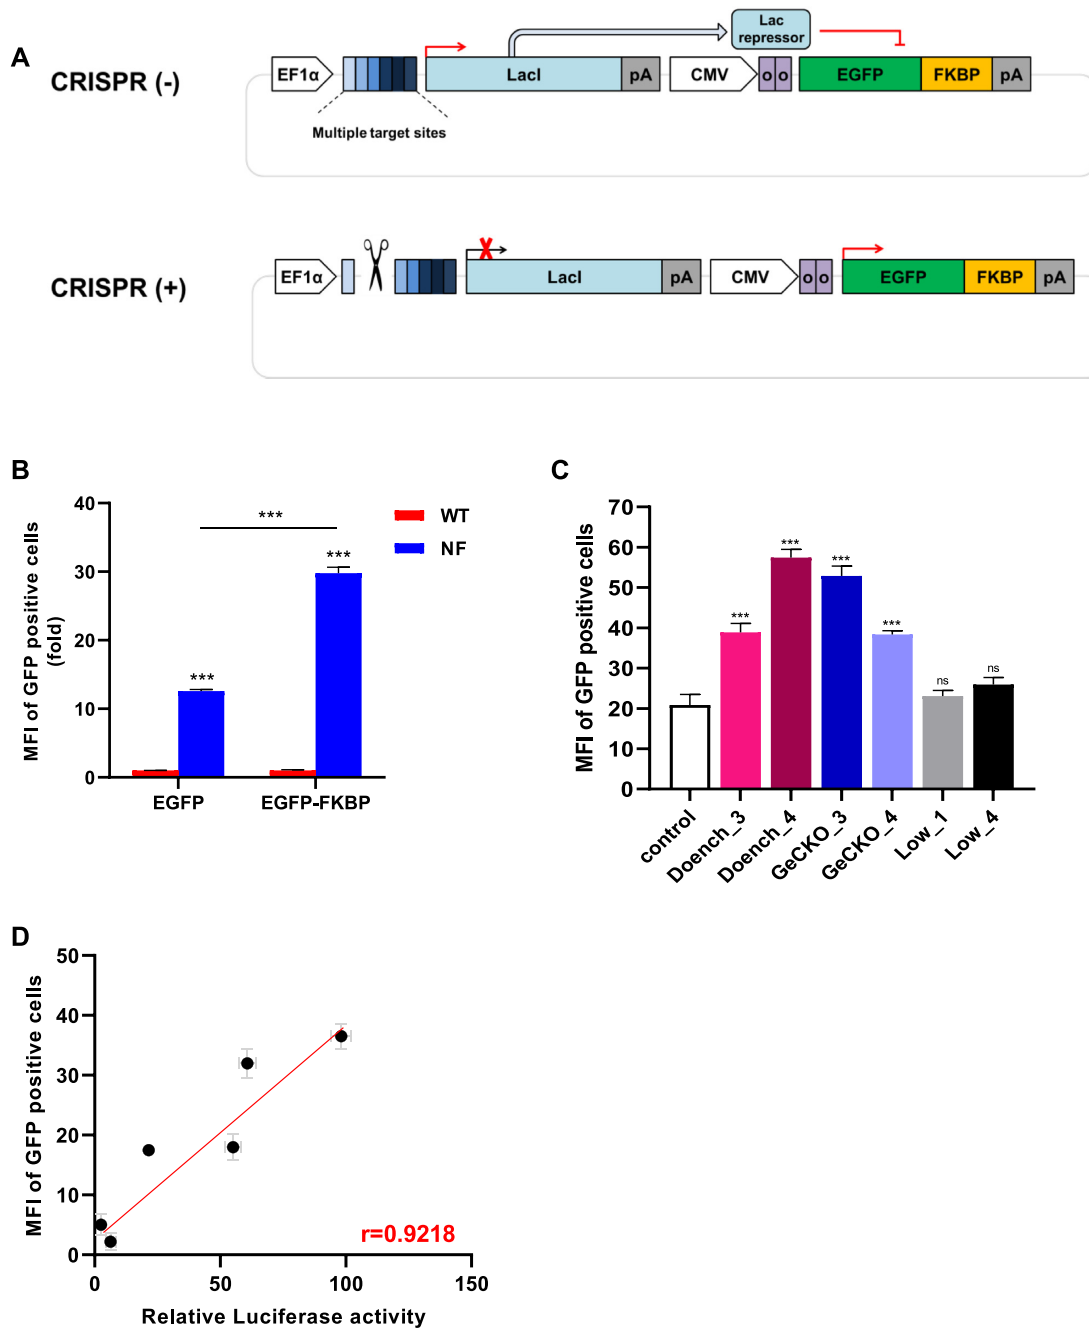 A
CRISPR (-)
EF1α
LacI
pA
CMV
o o
EGFP
FKBP
pA
Lac
repressor
Multiple target sites
CRISPR (+)
EF1α
LacI
pA
CMV
o o
EGFP
FKBP
pA
B
MFI of GFP positive cells
(fold)
40
30
20
10
0
***
***
***
WT
NF
EGFP
EGFP-FKBP
C
MFI of GFP positive cells
70
60
50
40
30
20
10
0
***
***
***
***
ns
ns
control
Doench_3
Doench_4
GeCKO_3
GeCKO_4
Low_1
Low_4
D
MFI of GFP positive cells
50
40
30
20
10
0
r=0.9218
0
50
100
150
Relative Luciferase activity